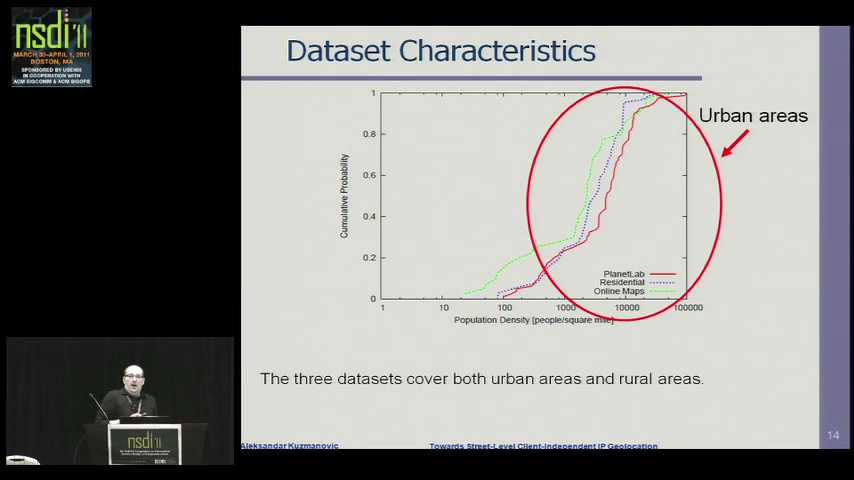 nsdi'11
MARCH 30–APRIL 1, 2011
BOSTON, MA
SPONSORED BY USENIX
IN COOPERATION WITH
ACM SIGCOMM & ACM SIGOPS
Dataset Characteristics
Urban areas
1
0.8
0.6
0.4
0.2
0
Cumulative Probability
PlanetLab
Residential
Online Maps
1
10
100
1000
10000
100000
Population Density [people/square mile]
The three datasets cover both urban areas and rural areas.
14
Aleksandar Kuzmanovic
Towards Street-Level Client-Independent IP Geolocation
nsdi'11